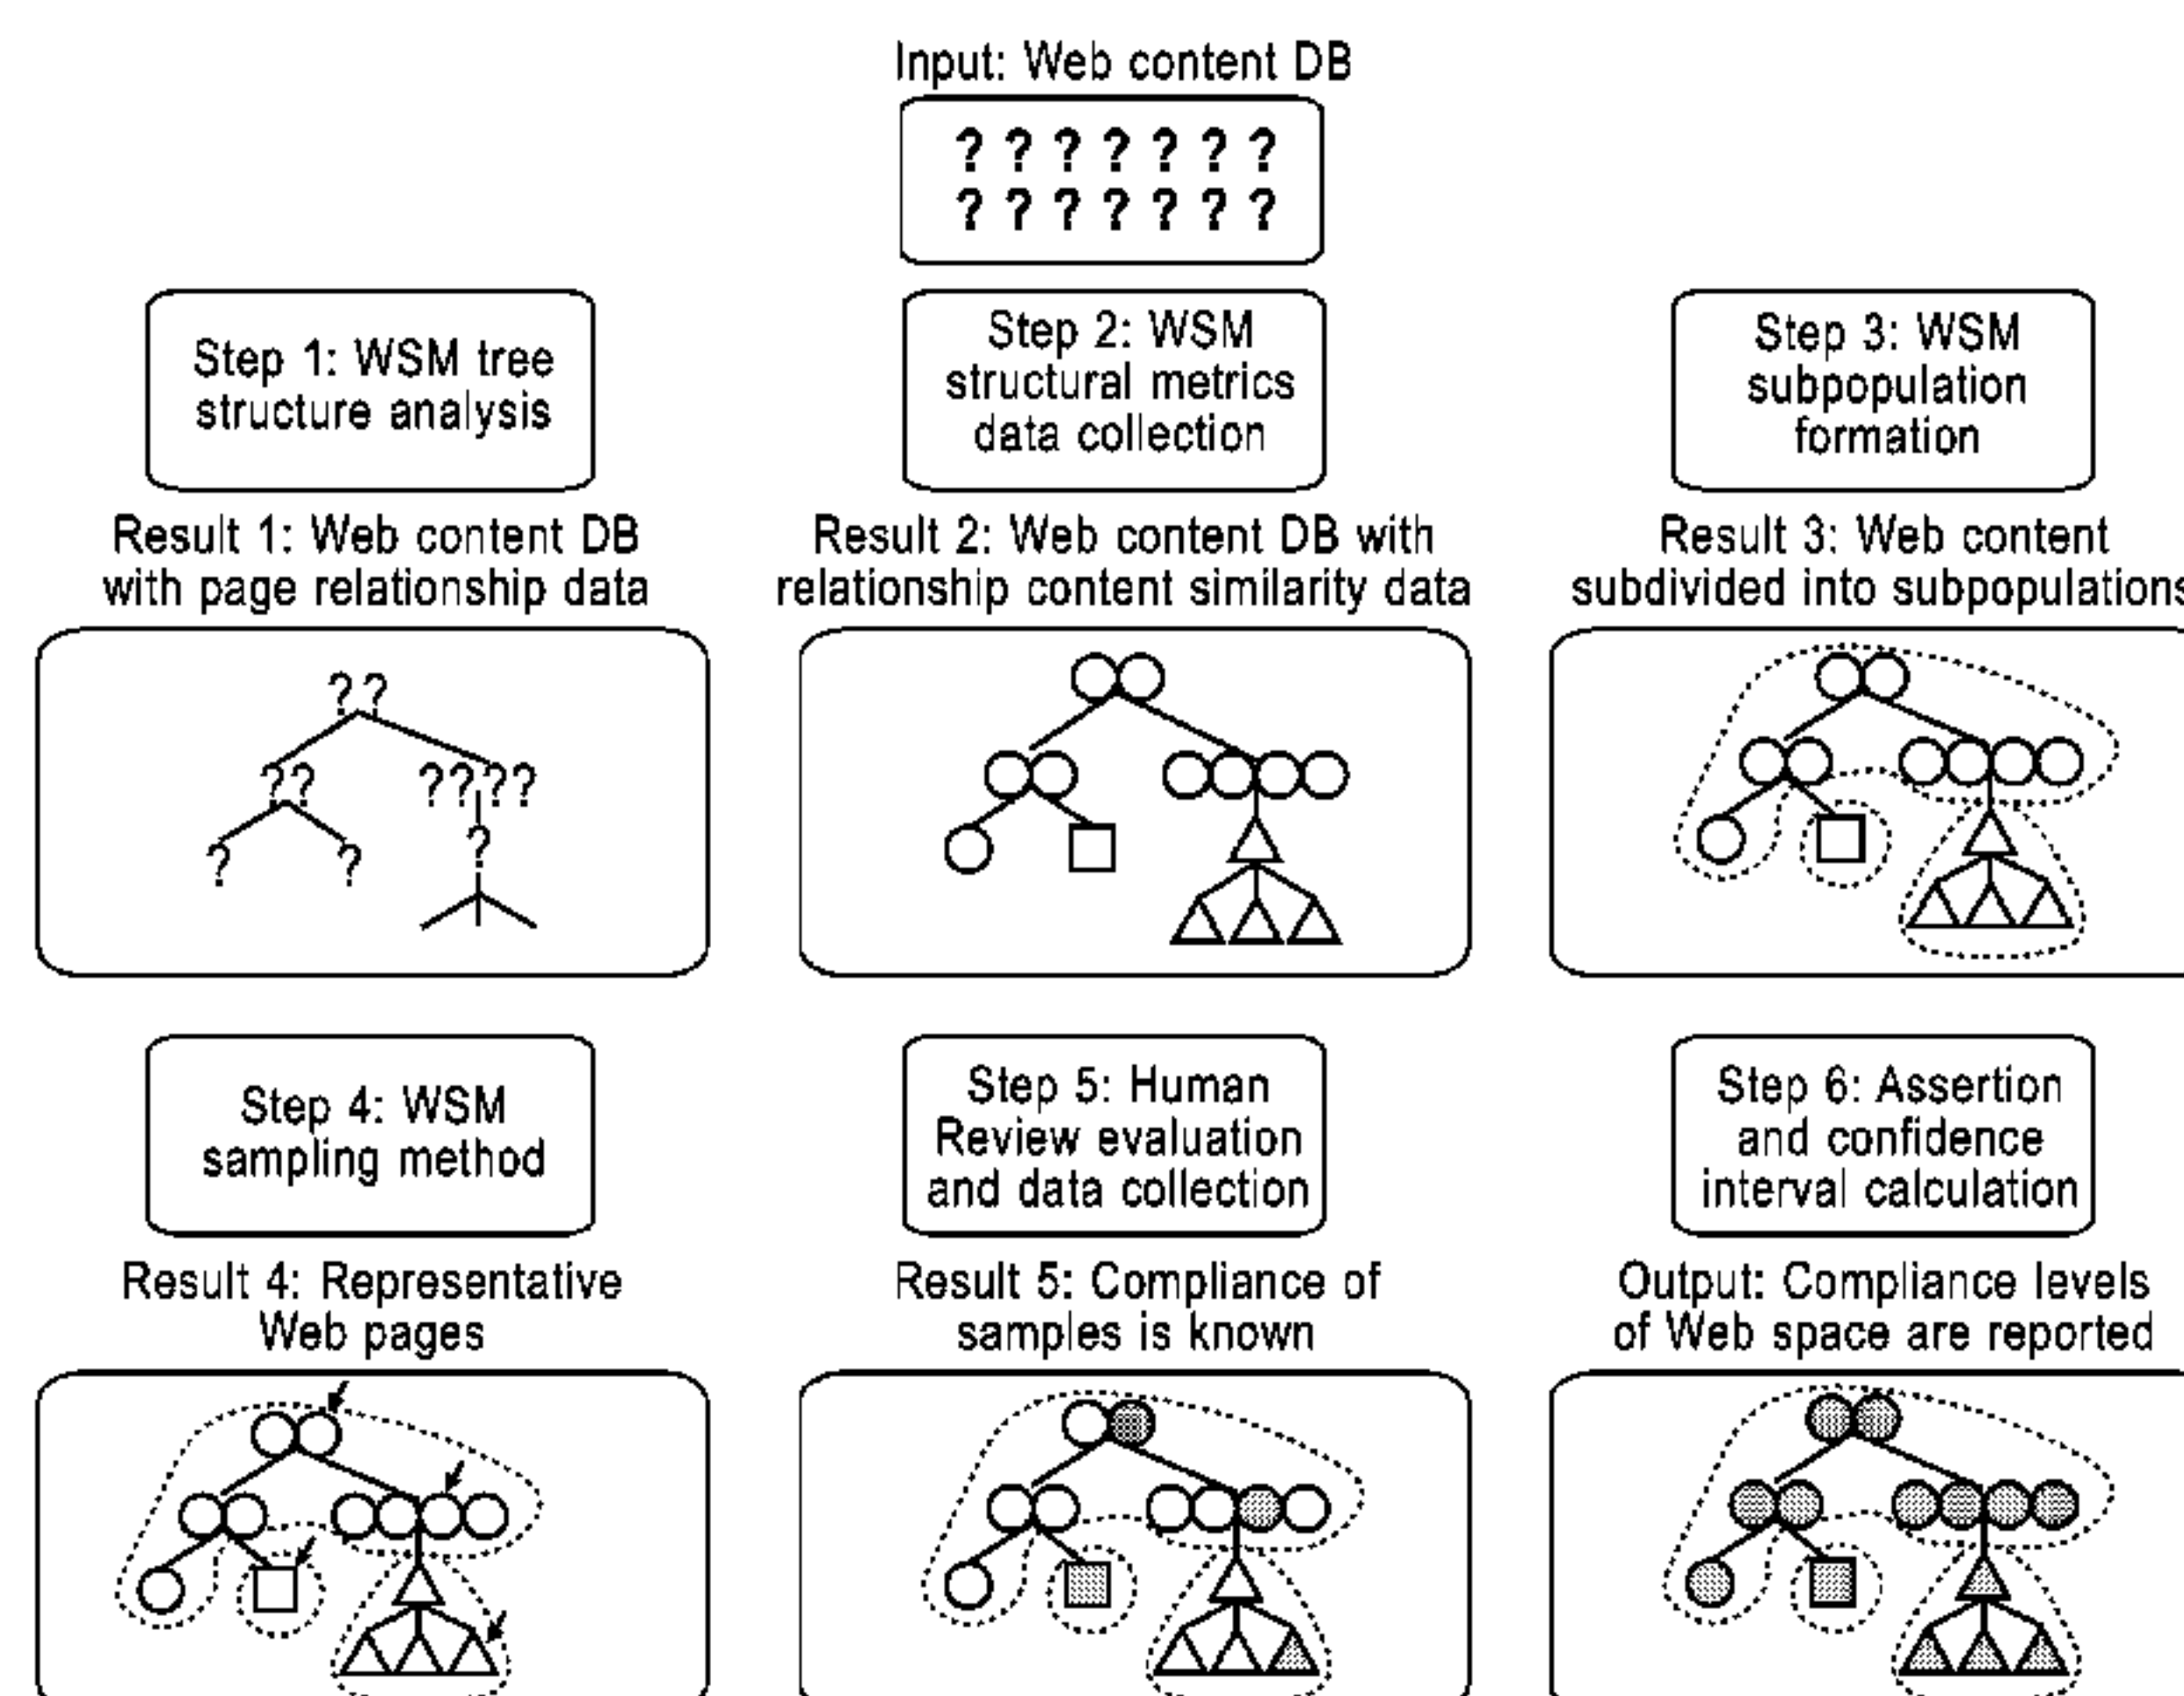 Input: Web content DB
? ? ? ? ? ? ?
? ? ? ? ? ? ?
Step 1: WSM tree
structure analysis
Step 2: WSM
structural metrics
data collection
Step 3: WSM
subpopulation
formation
Result 1: Web content DB
with page relationship data
Result 2: Web content DB with
relationship content similarity data
Result 3: Web content
subdivided into subpopulations
??
?? ????
?
? ?
Step 4: WSM
sampling method
Step 5: Human
Review evaluation
and data collection
Step 6: Assertion
and confidence
interval calculation
Result 4: Representative
Web pages
Result 5: Compliance of
samples is known
Output: Compliance levels
of Web space are reported